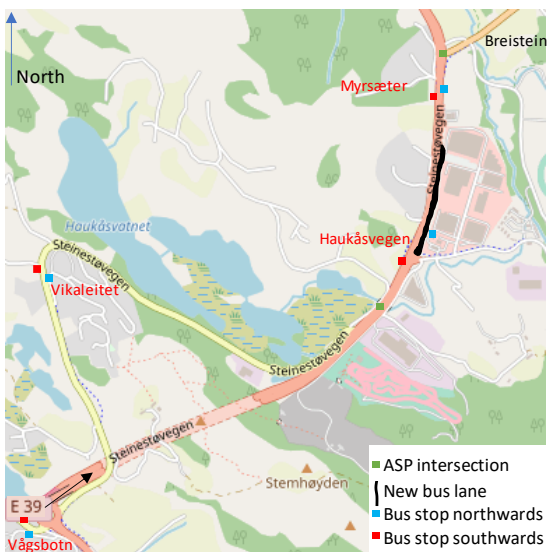 North
Breistein
Myrsæter
Steinestøvegen
Haukåsvatnet
Haukåsvegen
Steinestøvegen
Vikaleitet
Steinestøvegen
Steinestøvegen
Stemhøyden
E 39
Vågsbotn
ASP intersection
New bus lane
Bus stop northwards
Bus stop southwards